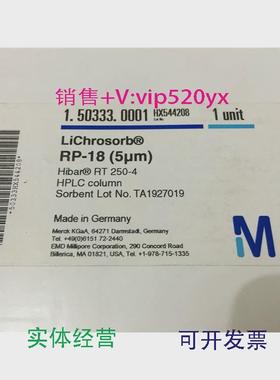 销售+V:vip520yx
1.50333.0001
HX544208
1 unit
LiChrosorb®
RP-18 (5μm)
Hibar® RT 250-4
HPLC column
Sorbent Lot No. TA1927019
Made in Germany
Merck KGaA, 64271 Darmstadt, Germany
Tel. +49(0)6151 72-2440
EMD Millipore Corporation, 290 Concord Road
Billerica, MA 01821, USA, Tel. +1-978-715-1335
M
*50333HX544208*
实体经营
可开发票